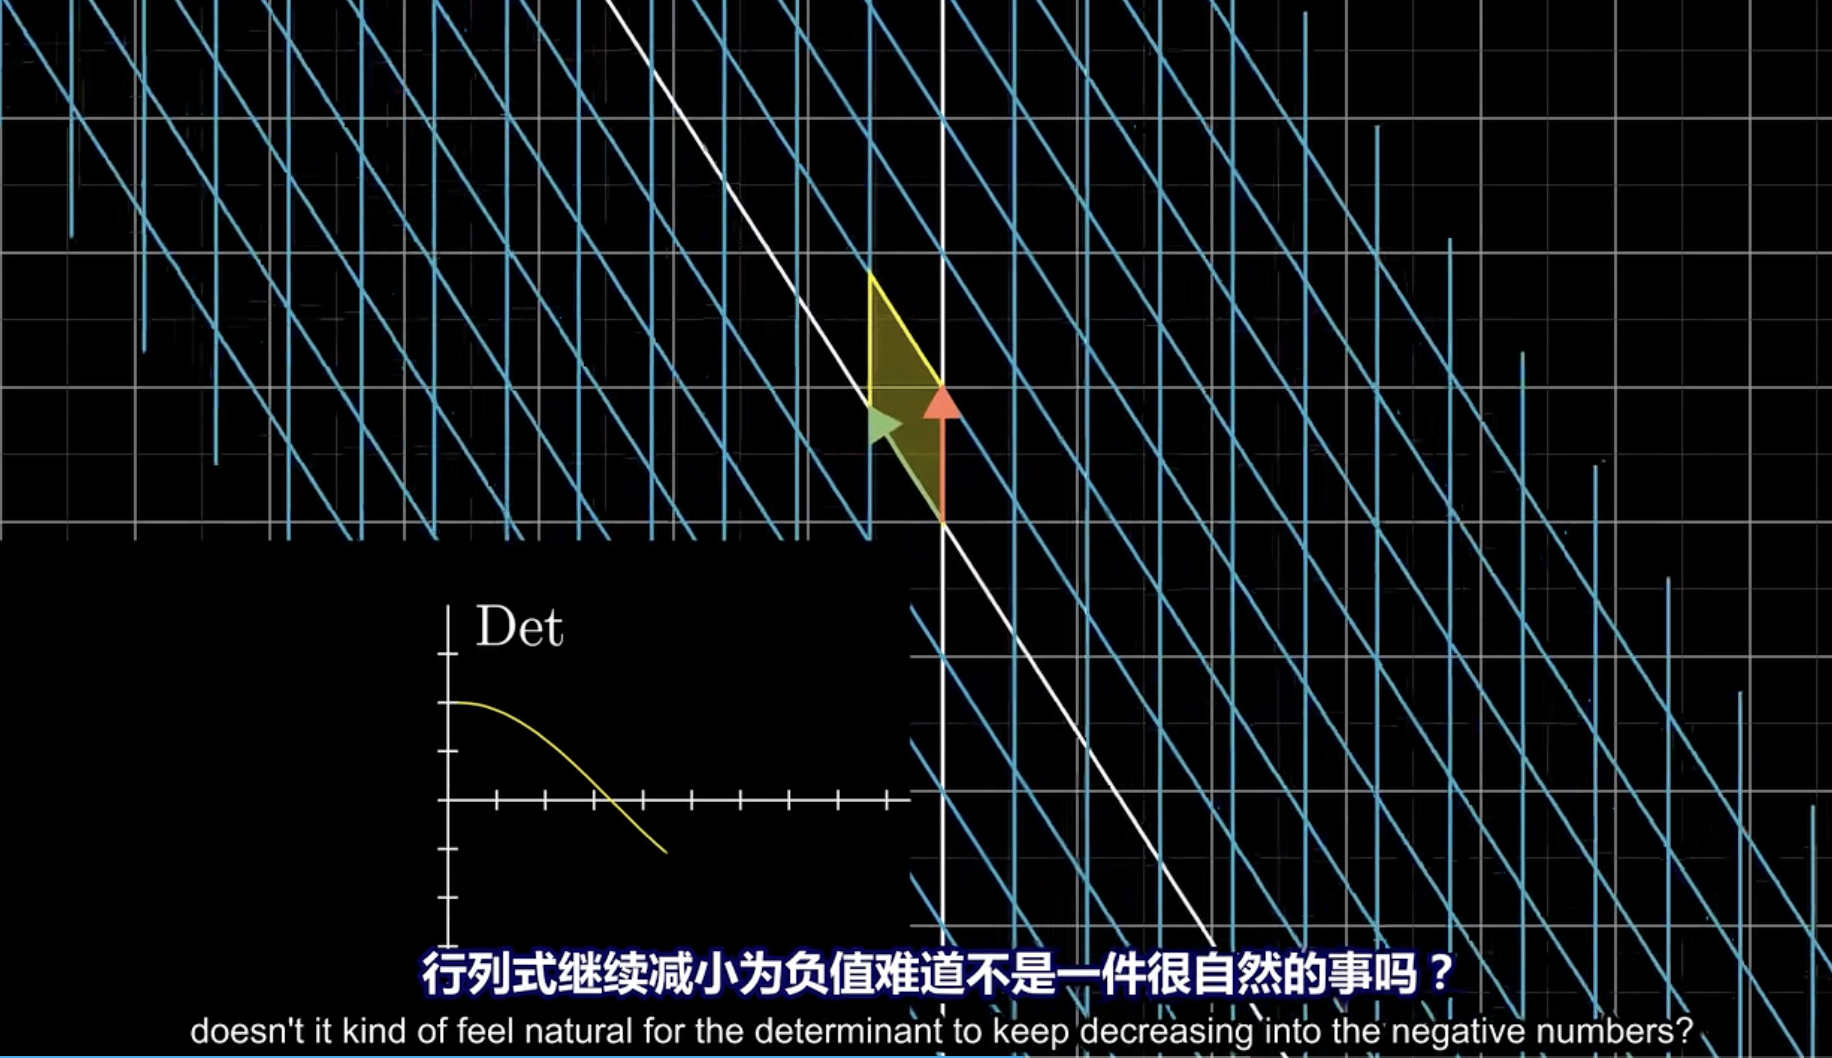 Det
行列式继续减小为负值难道不是一件很自然的事吗？
doesn't it kind of feel natural for the determinant to keep decreasing into the negative numbers?